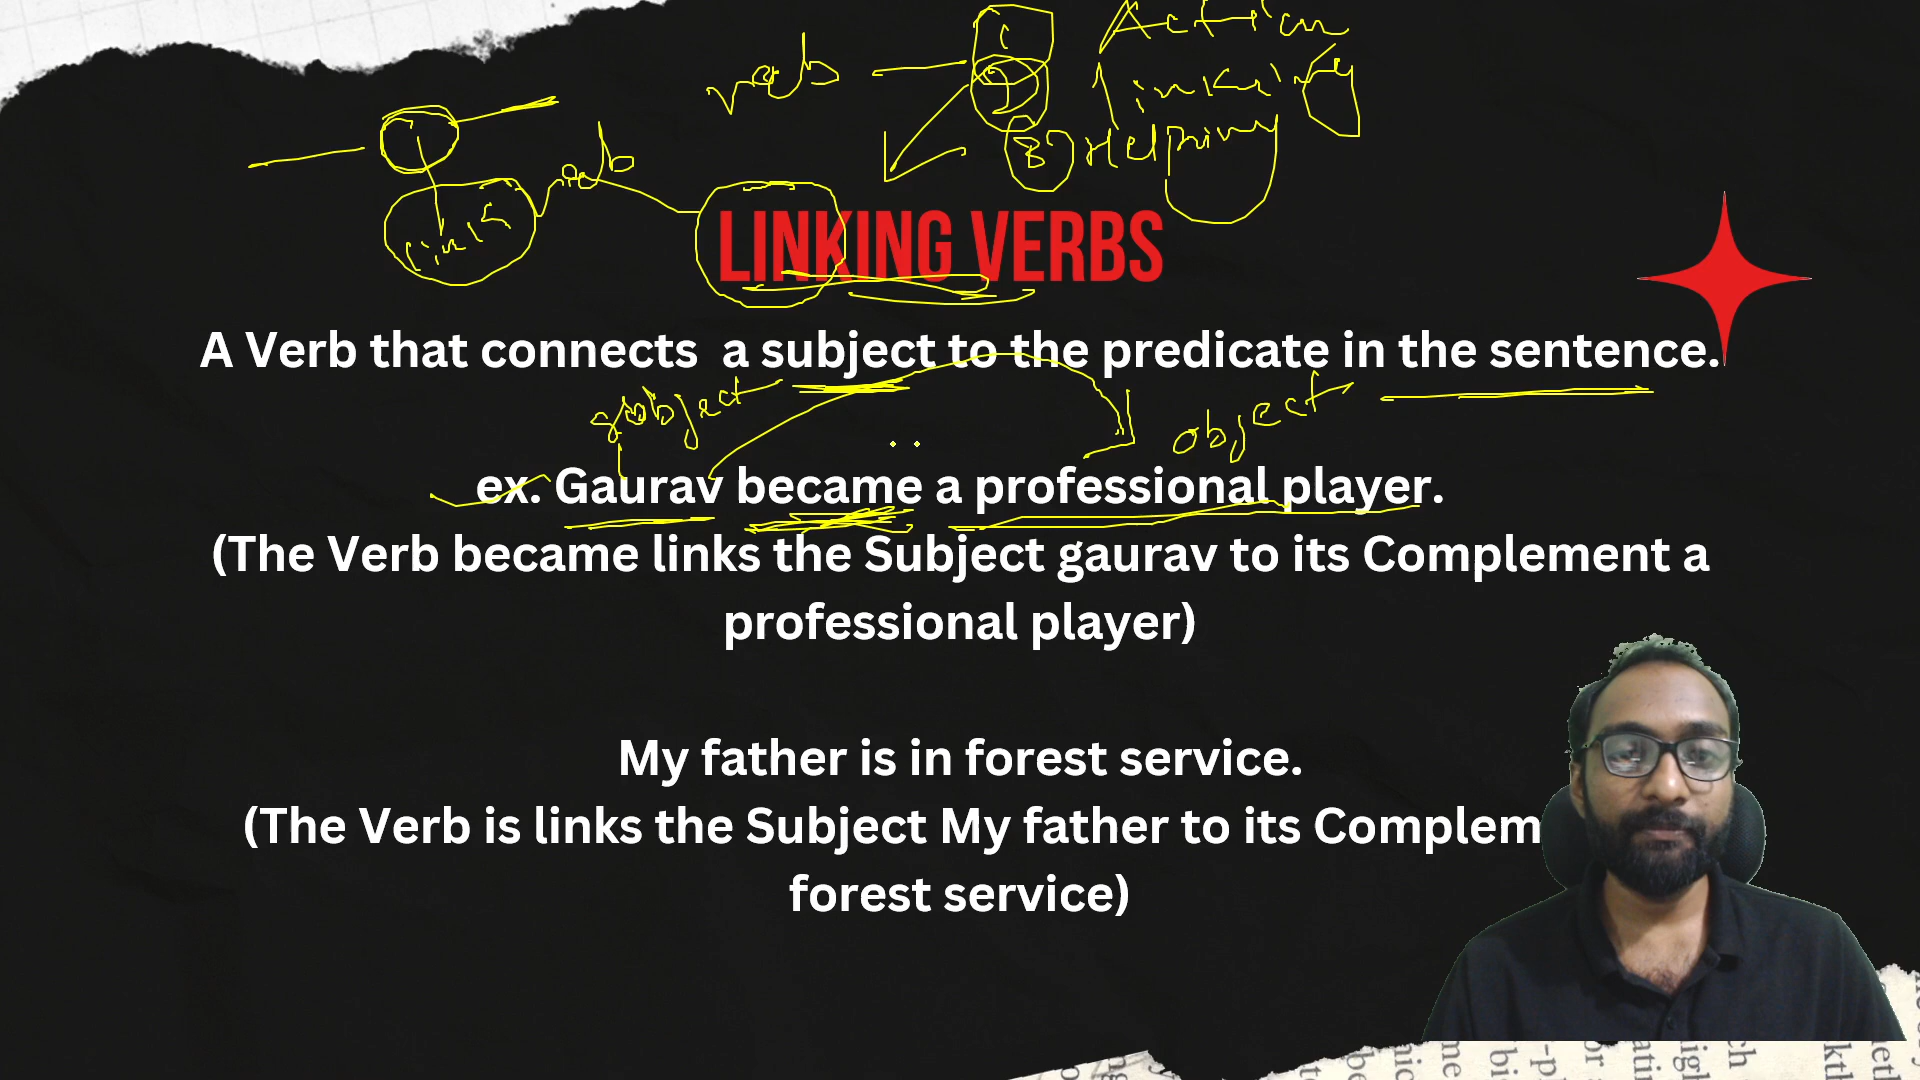 Action
verb
Linking
Helping
verb
link
LINKING VERBS
A Verb that connects a subject to the predicate in the sentence.
object
ex. Gaurav became a professional player.
(The Verb became links the Subject gaurav to its Complement a
professional player)
My father is in forest service.
(The Verb is links the Subject My father to its Complem
forest service)